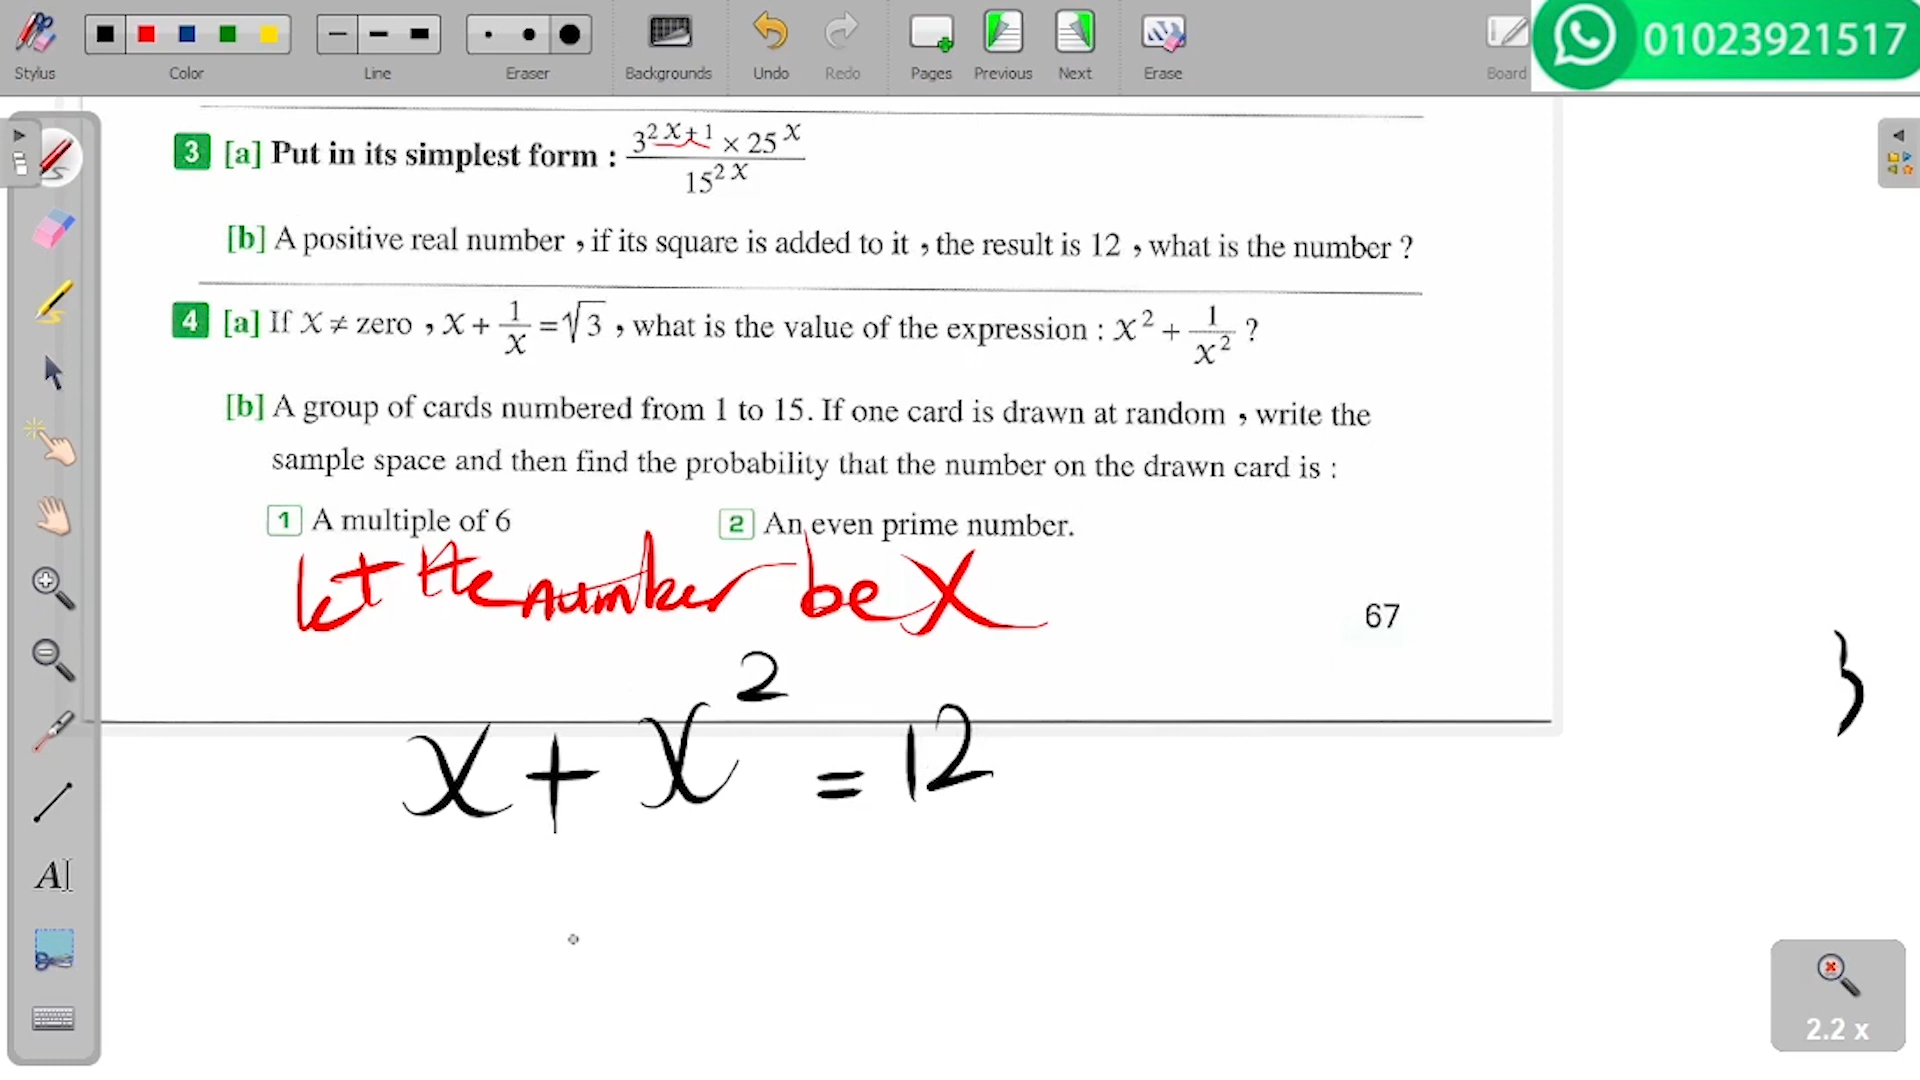 Stylus Color Line Eraser Backgrounds Undo Redo Pages Previous Next Erase Board 01023921517
3 [a] Put in its simplest form : 3^{2X+1} × 25^X / 15^{2X}
[b] A positive real number , if its square is added to it , the result is 12 , what is the number ?
4 [a] If X ≠ zero , X + 1/X = √3 , what is the value of the expression : X² + 1/X² ?
[b] A group of cards numbered from 1 to 15. If one card is drawn at random , write the
sample space and then find the probability that the number on the drawn card is :
1 A multiple of 6 2 An even prime number.
let the number be X
67
x + x² = 12
2.2 x